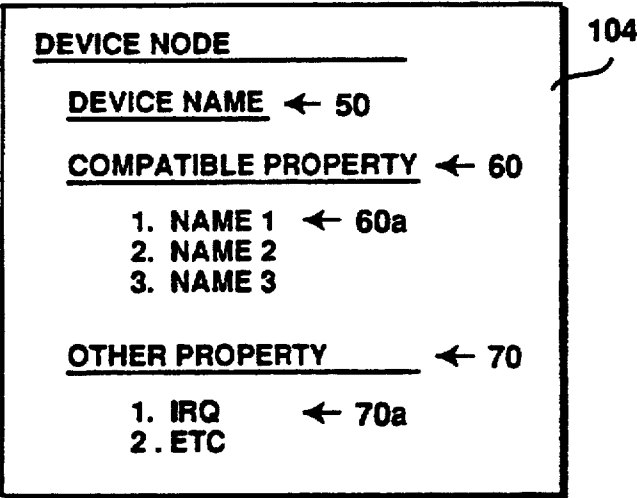 DEVICE NODE
104
DEVICE NAME ← 50
COMPATIBLE PROPERTY ← 60
1. NAME 1 ← 60a
2. NAME 2
3. NAME 3
OTHER PROPERTY ← 70
1. IRQ ← 70a
2 . ETC